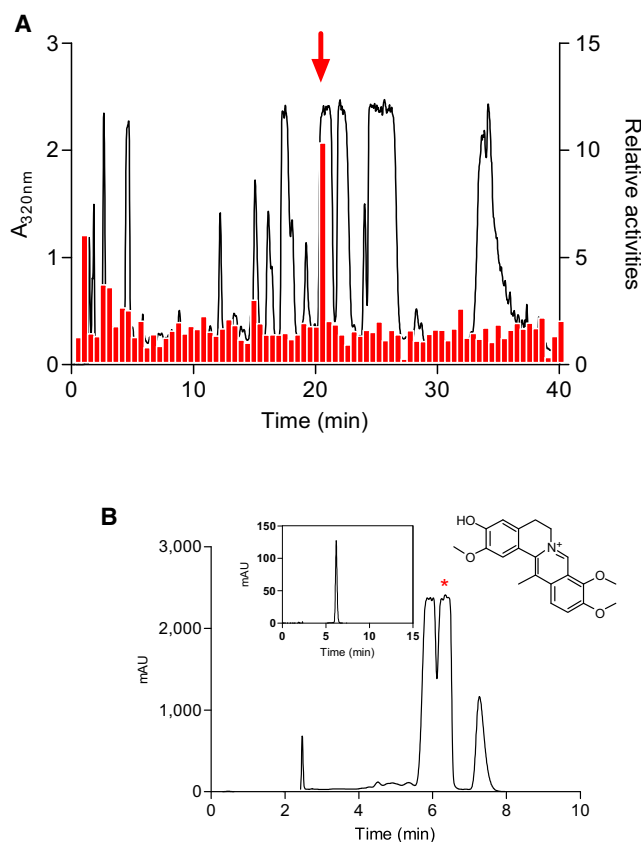 A
3
2
1
0
A320nm
15
10
5
0
Relative activities
0 10 20 30 40
Time (min)
B
3,000
2,000
1,000
0
mAU
150
100
50
0
mAU
0 5 10 15
Time (min)
*
HO
O
N+
O
O
0 2 4 6 8 10
Time (min)